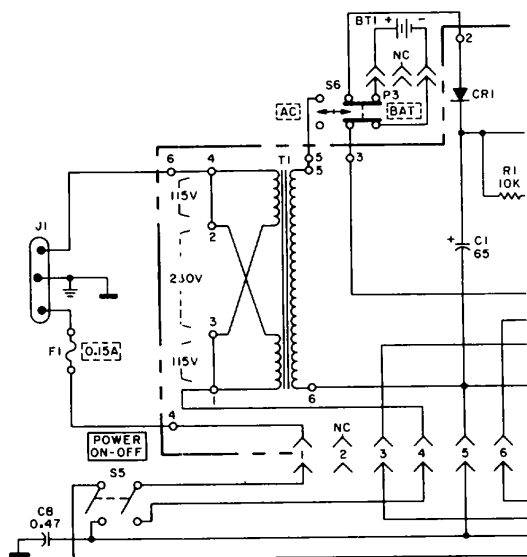 BT1 + -
2
S6
NC
P3
CR1
AC
BAT
6
4
T1
5
5
3
R1
10K
115V
J1
2
+
C1
65
230V
3
F1
0.15A
115V
1
6
4
POWER
ON-OFF
NC
2
3
4
5
6
S5
C8
0.47